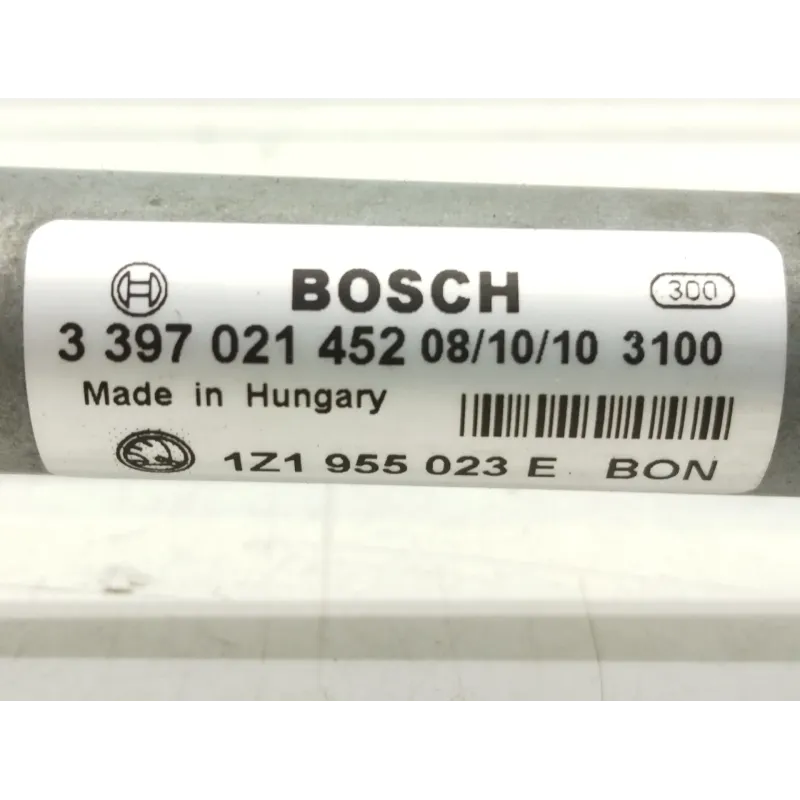 BOSCH 300
3 397 021 452 08/10/10 3100
Made in Hungary
1Z1 955 023 E BON